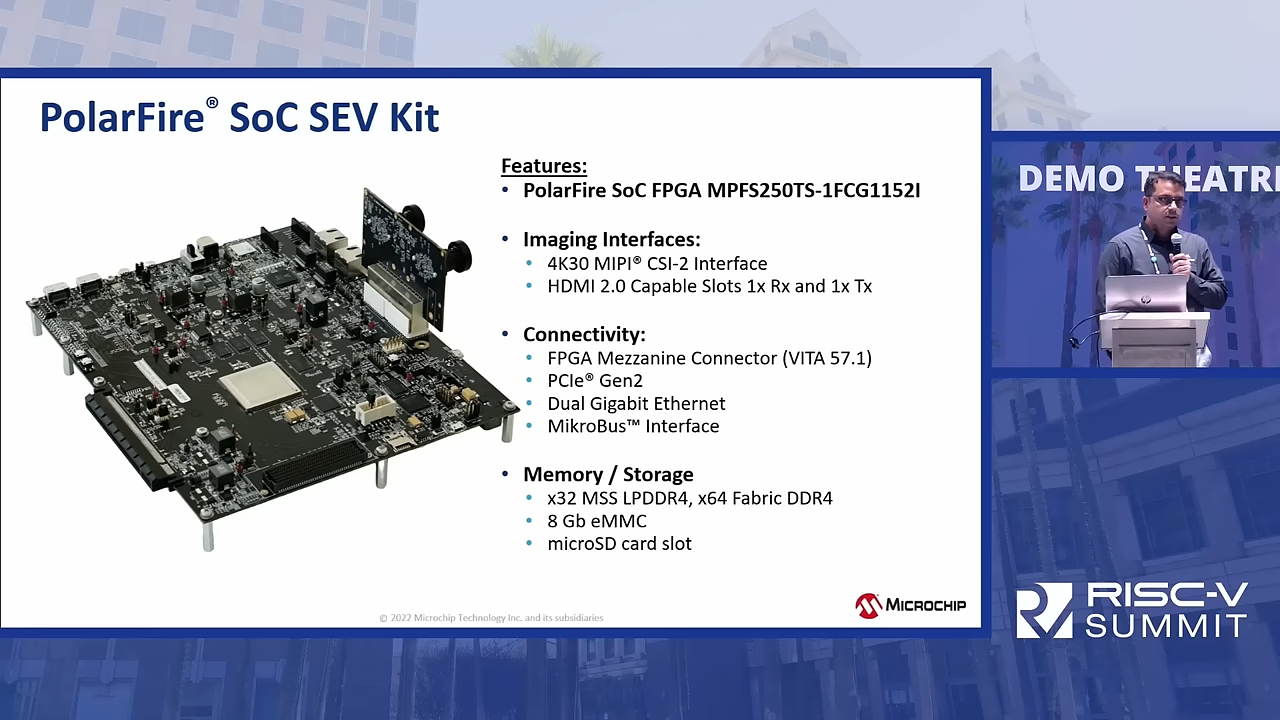 PolarFire® SoC SEV Kit
Features:
• PolarFire SoC FPGA MPFS250TS-1FCG1152I
• Imaging Interfaces:
• 4K30 MIPI® CSI-2 Interface
• HDMI 2.0 Capable Slots 1x Rx and 1x Tx
• Connectivity:
• FPGA Mezzanine Connector (VITA 57.1)
• PCIe® Gen2
• Dual Gigabit Ethernet
• MikroBus™ Interface
• Memory / Storage
• x32 MSS LPDDR4, x64 Fabric DDR4
• 8 Gb eMMC
• microSD card slot
© 2022 Microchip Technology Inc. and its subsidiaries
MICROCHIP
DEMO THEATRE
hp
RISC-V
SUMMIT